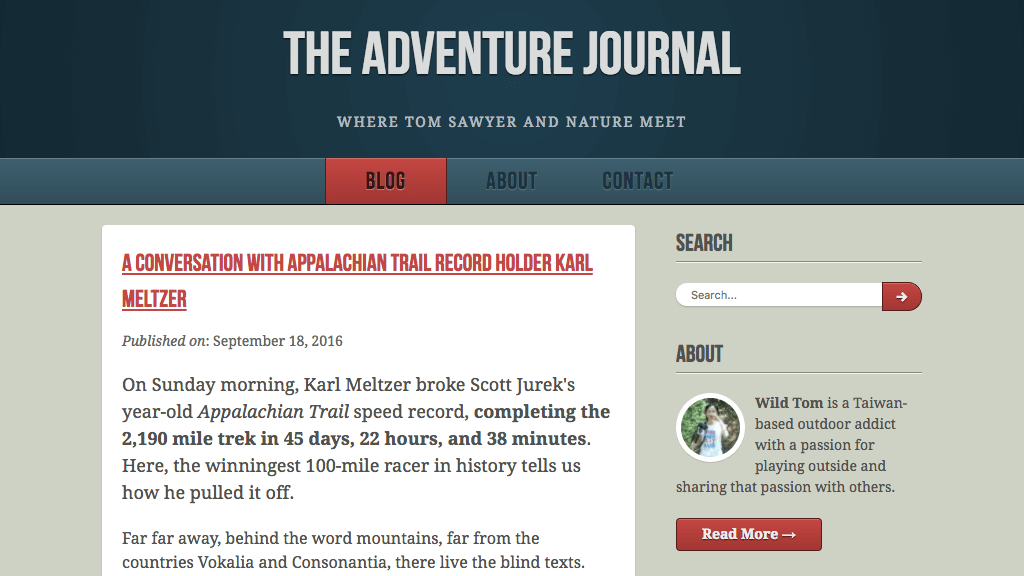 THE ADVENTURE JOURNAL
WHERE TOM SAWYER AND NATURE MEET
BLOG
ABOUT
CONTACT
A CONVERSATION WITH APPALACHIAN TRAIL RECORD HOLDER KARL
MELTZER
Published on: September 18, 2016
On Sunday morning, Karl Meltzer broke Scott Jurek's
year-old Appalachian Trail speed record, completing the
2,190 mile trek in 45 days, 22 hours, and 38 minutes.
Here, the winningest 100-mile racer in history tells us
how he pulled it off.
Far far away, behind the word mountains, far from the
countries Vokalia and Consonantia, there live the blind texts.
SEARCH
Search...
ABOUT
Wild Tom is a Taiwan-
based outdoor addict
with a passion for
playing outside and
sharing that passion with others.
Read More →